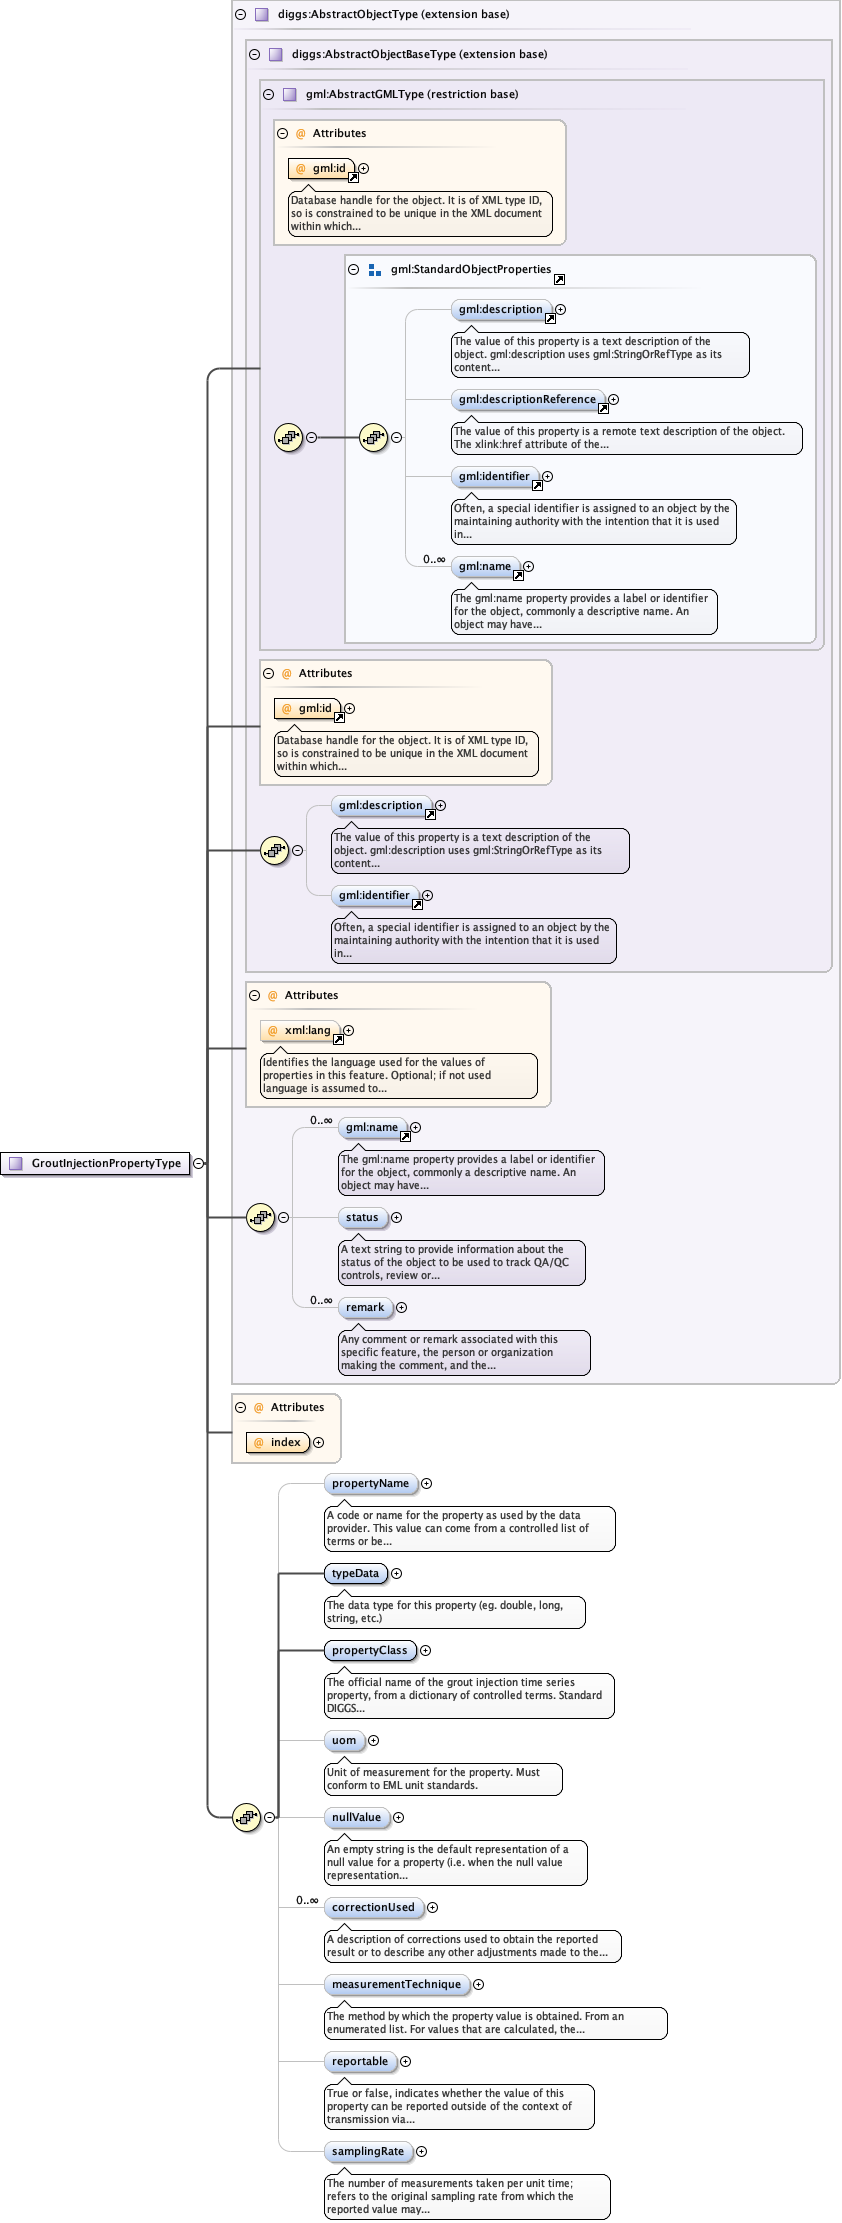 diggs:AbstractObjectType (extension base)
diggs:AbstractObjectBaseType (extension base)
gml:AbstractGMLType (restriction base)
@ Attributes
@ gml:id
Database handle for the object. It is of XML type ID,
so is constrained to be unique in the XML document
within which...
gml:StandardObjectProperties
gml:description
The value of this property is a text description of the
object. gml:description uses gml:StringOrRefType as its
content...
gml:descriptionReference
The value of this property is a remote text description of the object.
The xlink:href attribute of the...
gml:identifier
Often, a special identifier is assigned to an object by the
maintaining authority with the intention that it is used
in...
0..∞
gml:name
The gml:name property provides a label or identifier
for the object, commonly a descriptive name. An
object may have...
@ Attributes
@ gml:id
Database handle for the object. It is of XML type ID,
so is constrained to be unique in the XML document
within which...
gml:description
The value of this property is a text description of the
object. gml:description uses gml:StringOrRefType as its
content...
gml:identifier
Often, a special identifier is assigned to an object by the
maintaining authority with the intention that it is used
in...
@ Attributes
@ xml:lang
Identifies the language used for the values of
properties in this feature. Optional; if not used
language is assumed to...
0..∞
gml:name
The gml:name property provides a label or identifier
for the object, commonly a descriptive name. An
object may have...
GroutInjectionPropertyType
status
A text string to provide information about the
status of the object to be used to track QA/QC
controls, review or...
0..∞
remark
Any comment or remark associated with this
specific feature, the person or organization
making the comment, and the...
@ Attributes
@ index
propertyName
A code or name for the property as used by the data
provider. This value can come from a controlled list of
terms or be...
typeData
The data type for this property (eg. double, long,
string, etc.)
propertyClass
The official name of the grout injection time series
property, from a dictionary of controlled terms. Standard
DIGGS...
uom
Unit of measurement for the property. Must
conform to EML unit standards.
nullValue
An empty string is the default representation of a
null value for a property (i.e. when the null value
representation...
0..∞
correctionUsed
A description of corrections used to obtain the reported
result or to describe any other adjustments made to the...
measurementTechnique
The method by which the property value is obtained. From an
enumerated list. For values that are calculated, the...
reportable
True or false, indicates whether the value of this
property can be reported outside of the context of
transmission via...
samplingRate
The number of measurements taken per unit time;
refers to the original sampling rate from which the
reported value may...